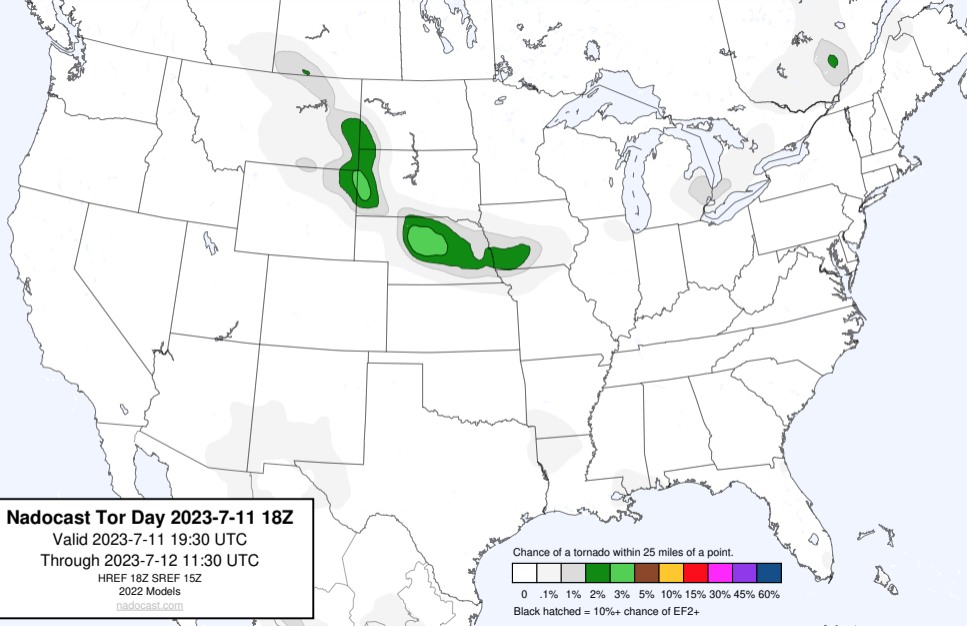 Nadocast Tor Day 2023-7-11 18Z
Valid 2023-7-11 19:30 UTC
Through 2023-7-12 11:30 UTC
HREF 18Z SREF 15Z
2022 Models
nadocast.com
Chance of a tornado within 25 miles of a point.
0 .1% 1% 2% 3% 5% 10% 15% 30% 45% 60%
Black hatched = 10%+ chance of EF2+